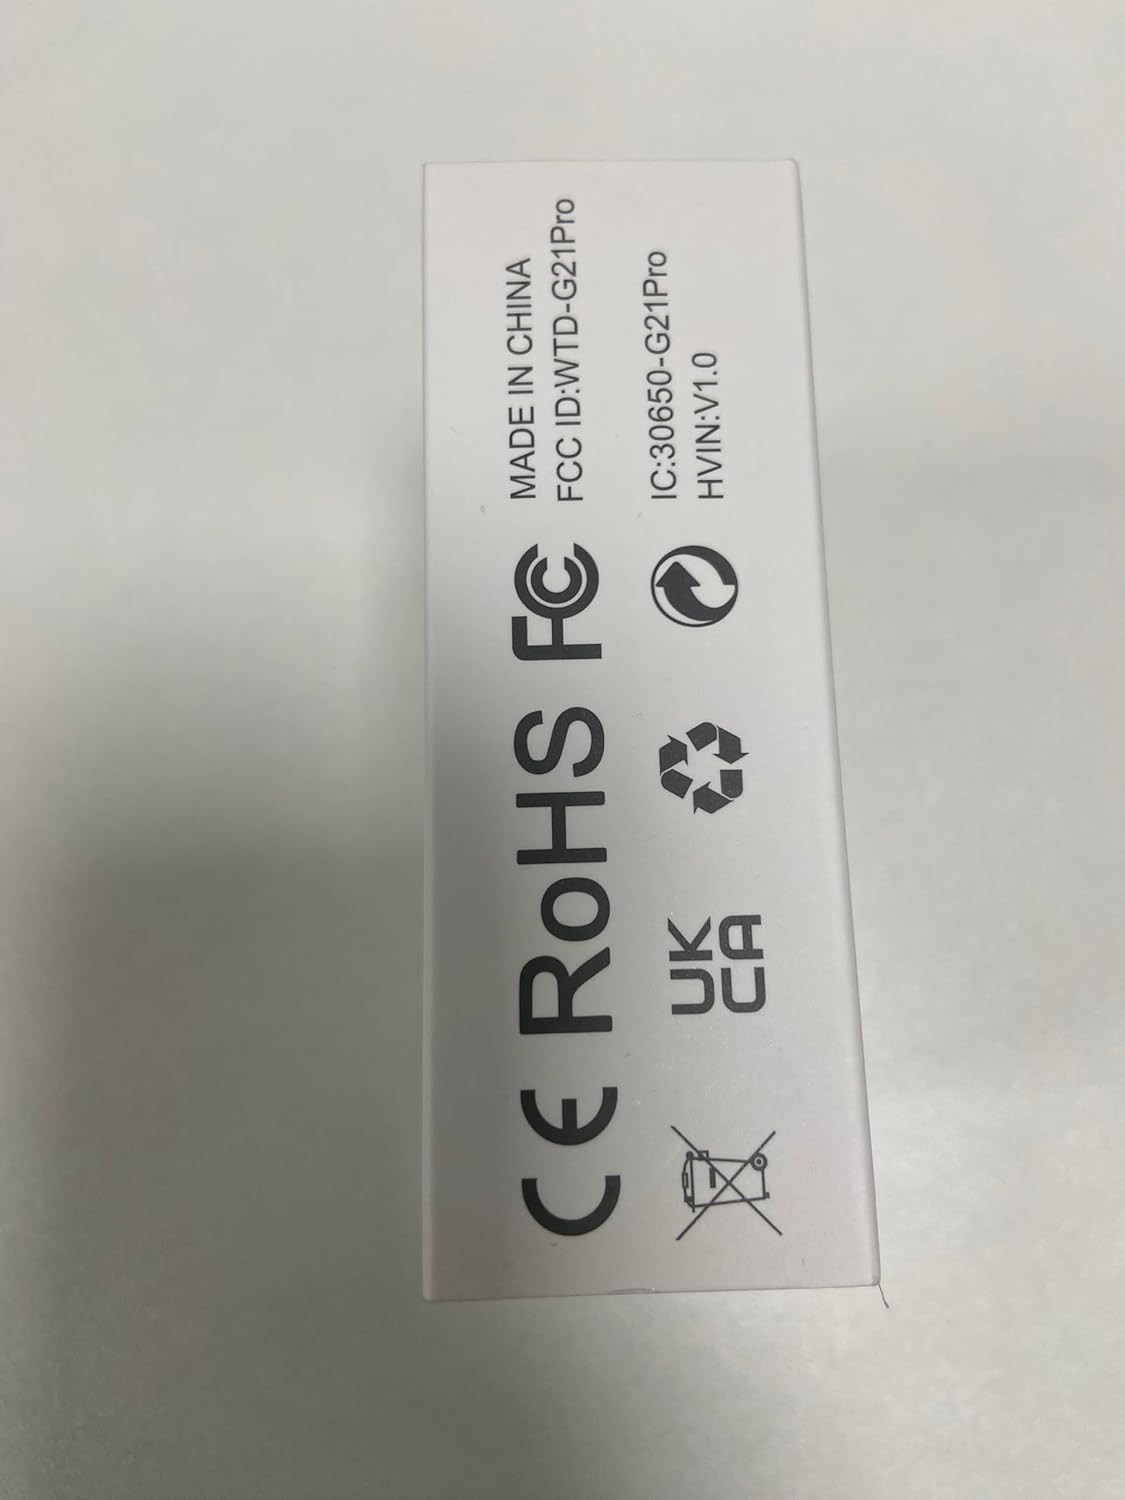 CE RoHS FC
MADE IN CHINA
FCC ID:WTD-G21Pro
UK
CA
IC:30650-G21Pro
HVIN:V1.0